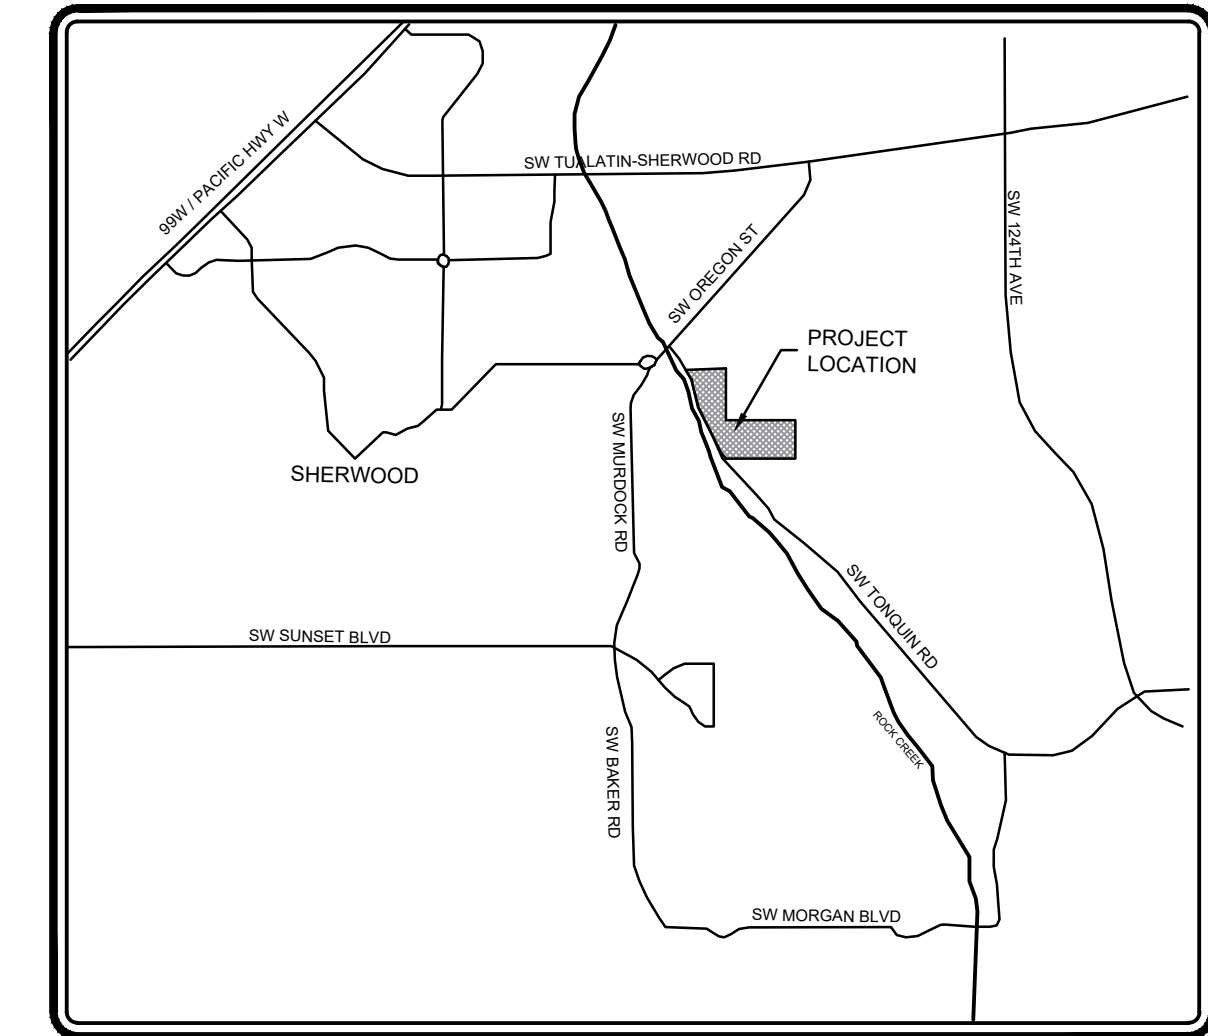 99W / PACIFIC HWY W
SW TUALATIN-SHERWOOD RD
SW 124TH AVE
SW OREGON ST
PROJECT
LOCATION
SHERWOOD
SW MURDOCK RD
SW TONQUIN RD
SW SUNSET BLVD
ROCK CREEK
SW BAKER RD
SW MORGAN BLVD